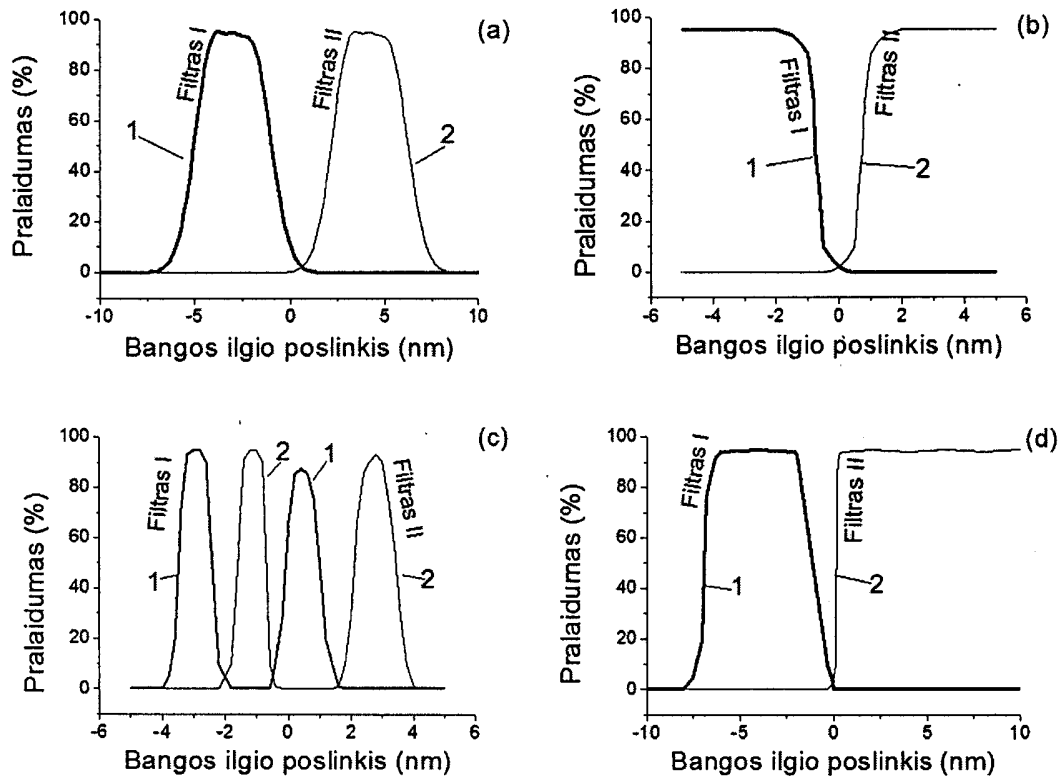 (a)
Pralaidumas (%)
100
80
60
40
20
0
Filtras I
Filtras II
1
2
-10
-5
0
5
10
Bangos ilgio poslinkis (nm)
(b)
Pralaidumas (%)
100
80
60
40
20
0
Filtras I
Filtras II
1
2
-6
-4
-2
0
2
4
6
Bangos ilgio poslinkis (nm)
(c)
Pralaidumas (%)
100
80
60
40
20
0
Filtras I
2
1
Filtras II
1
2
-6
-4
-2
0
2
4
6
Bangos ilgio poslinkis (nm)
(d)
Pralaidumas (%)
100
80
60
40
20
0
Filtras I
Filtras II
1
2
-10
-5
0
5
10
Bangos ilgio poslinkis (nm)